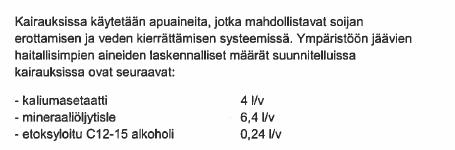 Kairauksissa käytetään apuaineita, jotka mahdollistavat soijan
erottamisen ja veden kierrättämisen systeemissä. Ympäristöön jäävien
haitallisimpien aineiden laskennalliset määrät suunnitelluissa
kairauksissa ovat seuraavat:
- kaliumasetaatti 4 l/v
- mineraaliöljytisle 6,4 l/v
- etoksyloitu C12-15 alkoholi 0,24 l/v